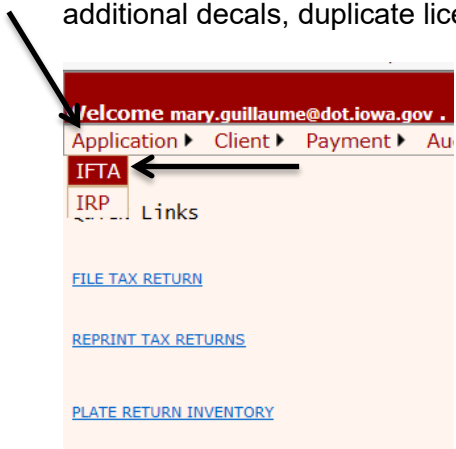 additional decals, duplicate lice
Welcome mary.guillaume@dot.iowa.gov .
Application Client Payment Au
IFTA
IRP
Links
FILE TAX RETURN
REPRINT TAX RETURNS
PLATE RETURN INVENTORY